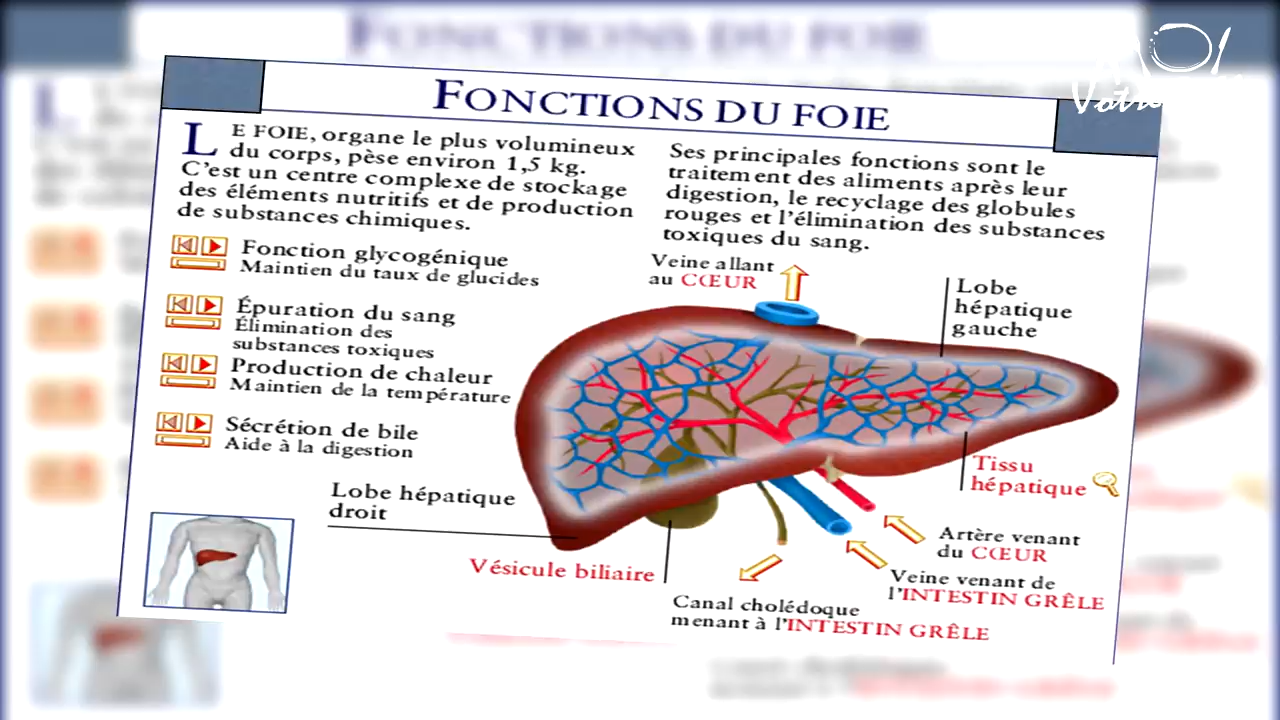 FONCTIONS DU FOIE
LE FOIE, organe le plus volumineux
du corps, pèse environ 1,5 kg.
C'est un centre complexe de stockage
des éléments nutritifs et de production
de substances chimiques.
Ses principales fonctions sont le
traitement des aliments après leur
digestion, le recyclage des globules
rouges et l'élimination des substances
toxiques du sang.
Fonction glycogénique
Maintien du taux de glucides
Épuration du sang
Élimination des
substances toxiques
Production de chaleur
Maintien de la température
Sécrétion de bile
Aide à la digestion
Veine allant
au CŒUR
Lobe
hépatique
gauche
Tissu
hépatique
Lobe hépatique
droit
Vésicule biliaire
Artère venant
du CŒUR
Veine venant de
l'INTESTIN GRÊLE
Canal cholédoque
menant à l'INTESTIN GRÊLE